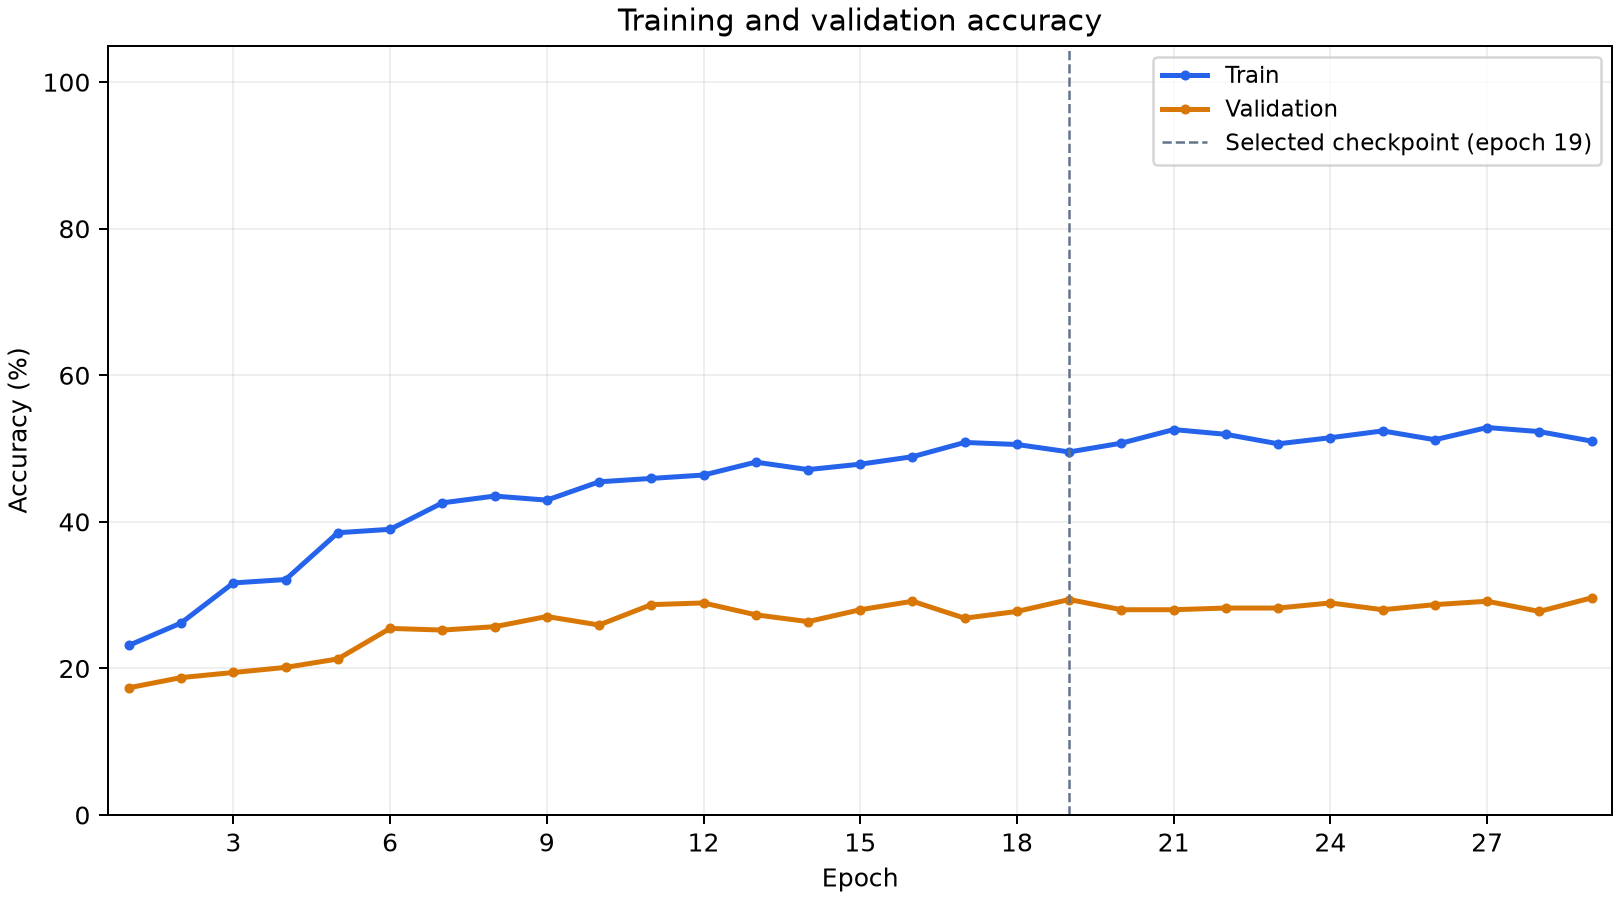 Training and validation accuracy
Train
Validation
Selected checkpoint (epoch 19)
100
80
60
40
20
0
Accuracy (%)
3 6 9 12 15 18 21 24 27
Epoch